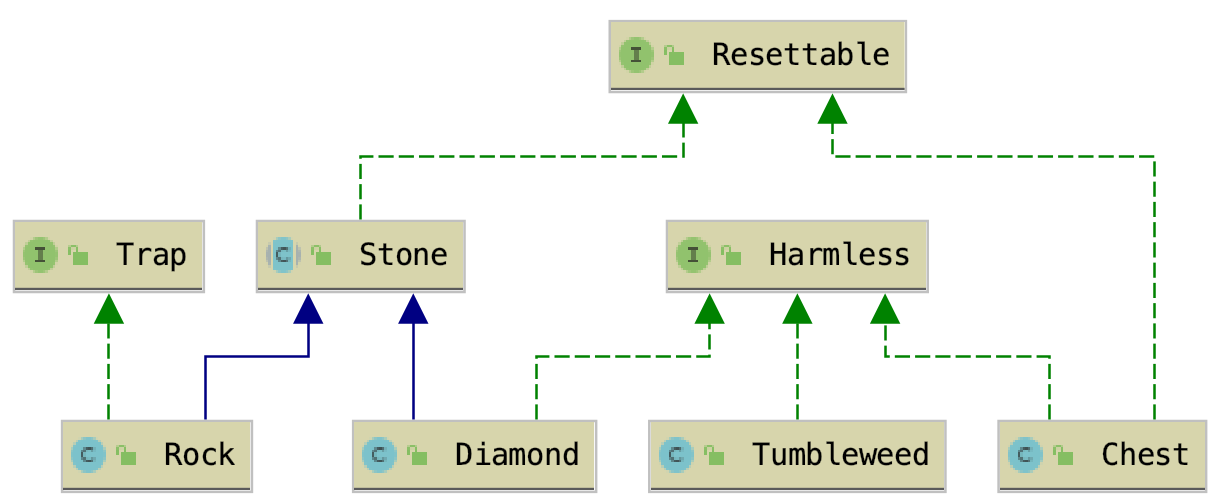 I Resettable
I Trap
C Stone
I Harmless
C Rock
C Diamond
C Tumbleweed
C Chest